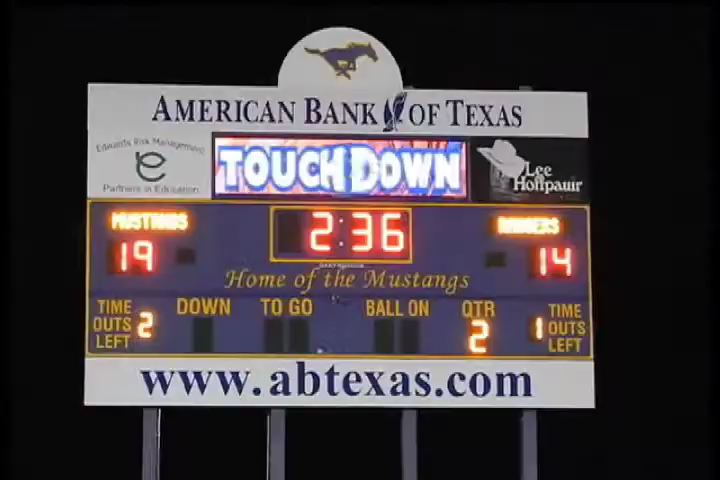 AMERICAN BANK OF TEXAS
Edwards Risk Management
e
Partners in Education
TOUCHDOWN
Lee
Hoffpauir
MUSTANGS
2:36
RANGERS
19
14
Home of the Mustangs
TIME OUTS LEFT 2
DOWN
TO GO
BALL ON
QTR 2
1 TIME OUTS LEFT
www.abtexas.com